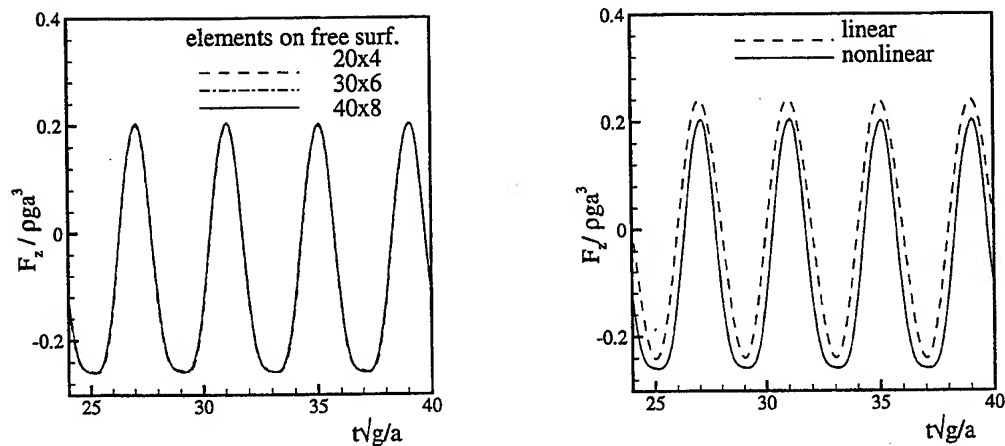 0.4
elements on free surf.
20x4
30x6
40x8
0.2
0
-0.2
F_z / ρga³
25
30
35
40
t√g/a
0.4
linear
nonlinear
0.2
0
-0.2
F_z / ρga³
25
30
35
40
t√g/a